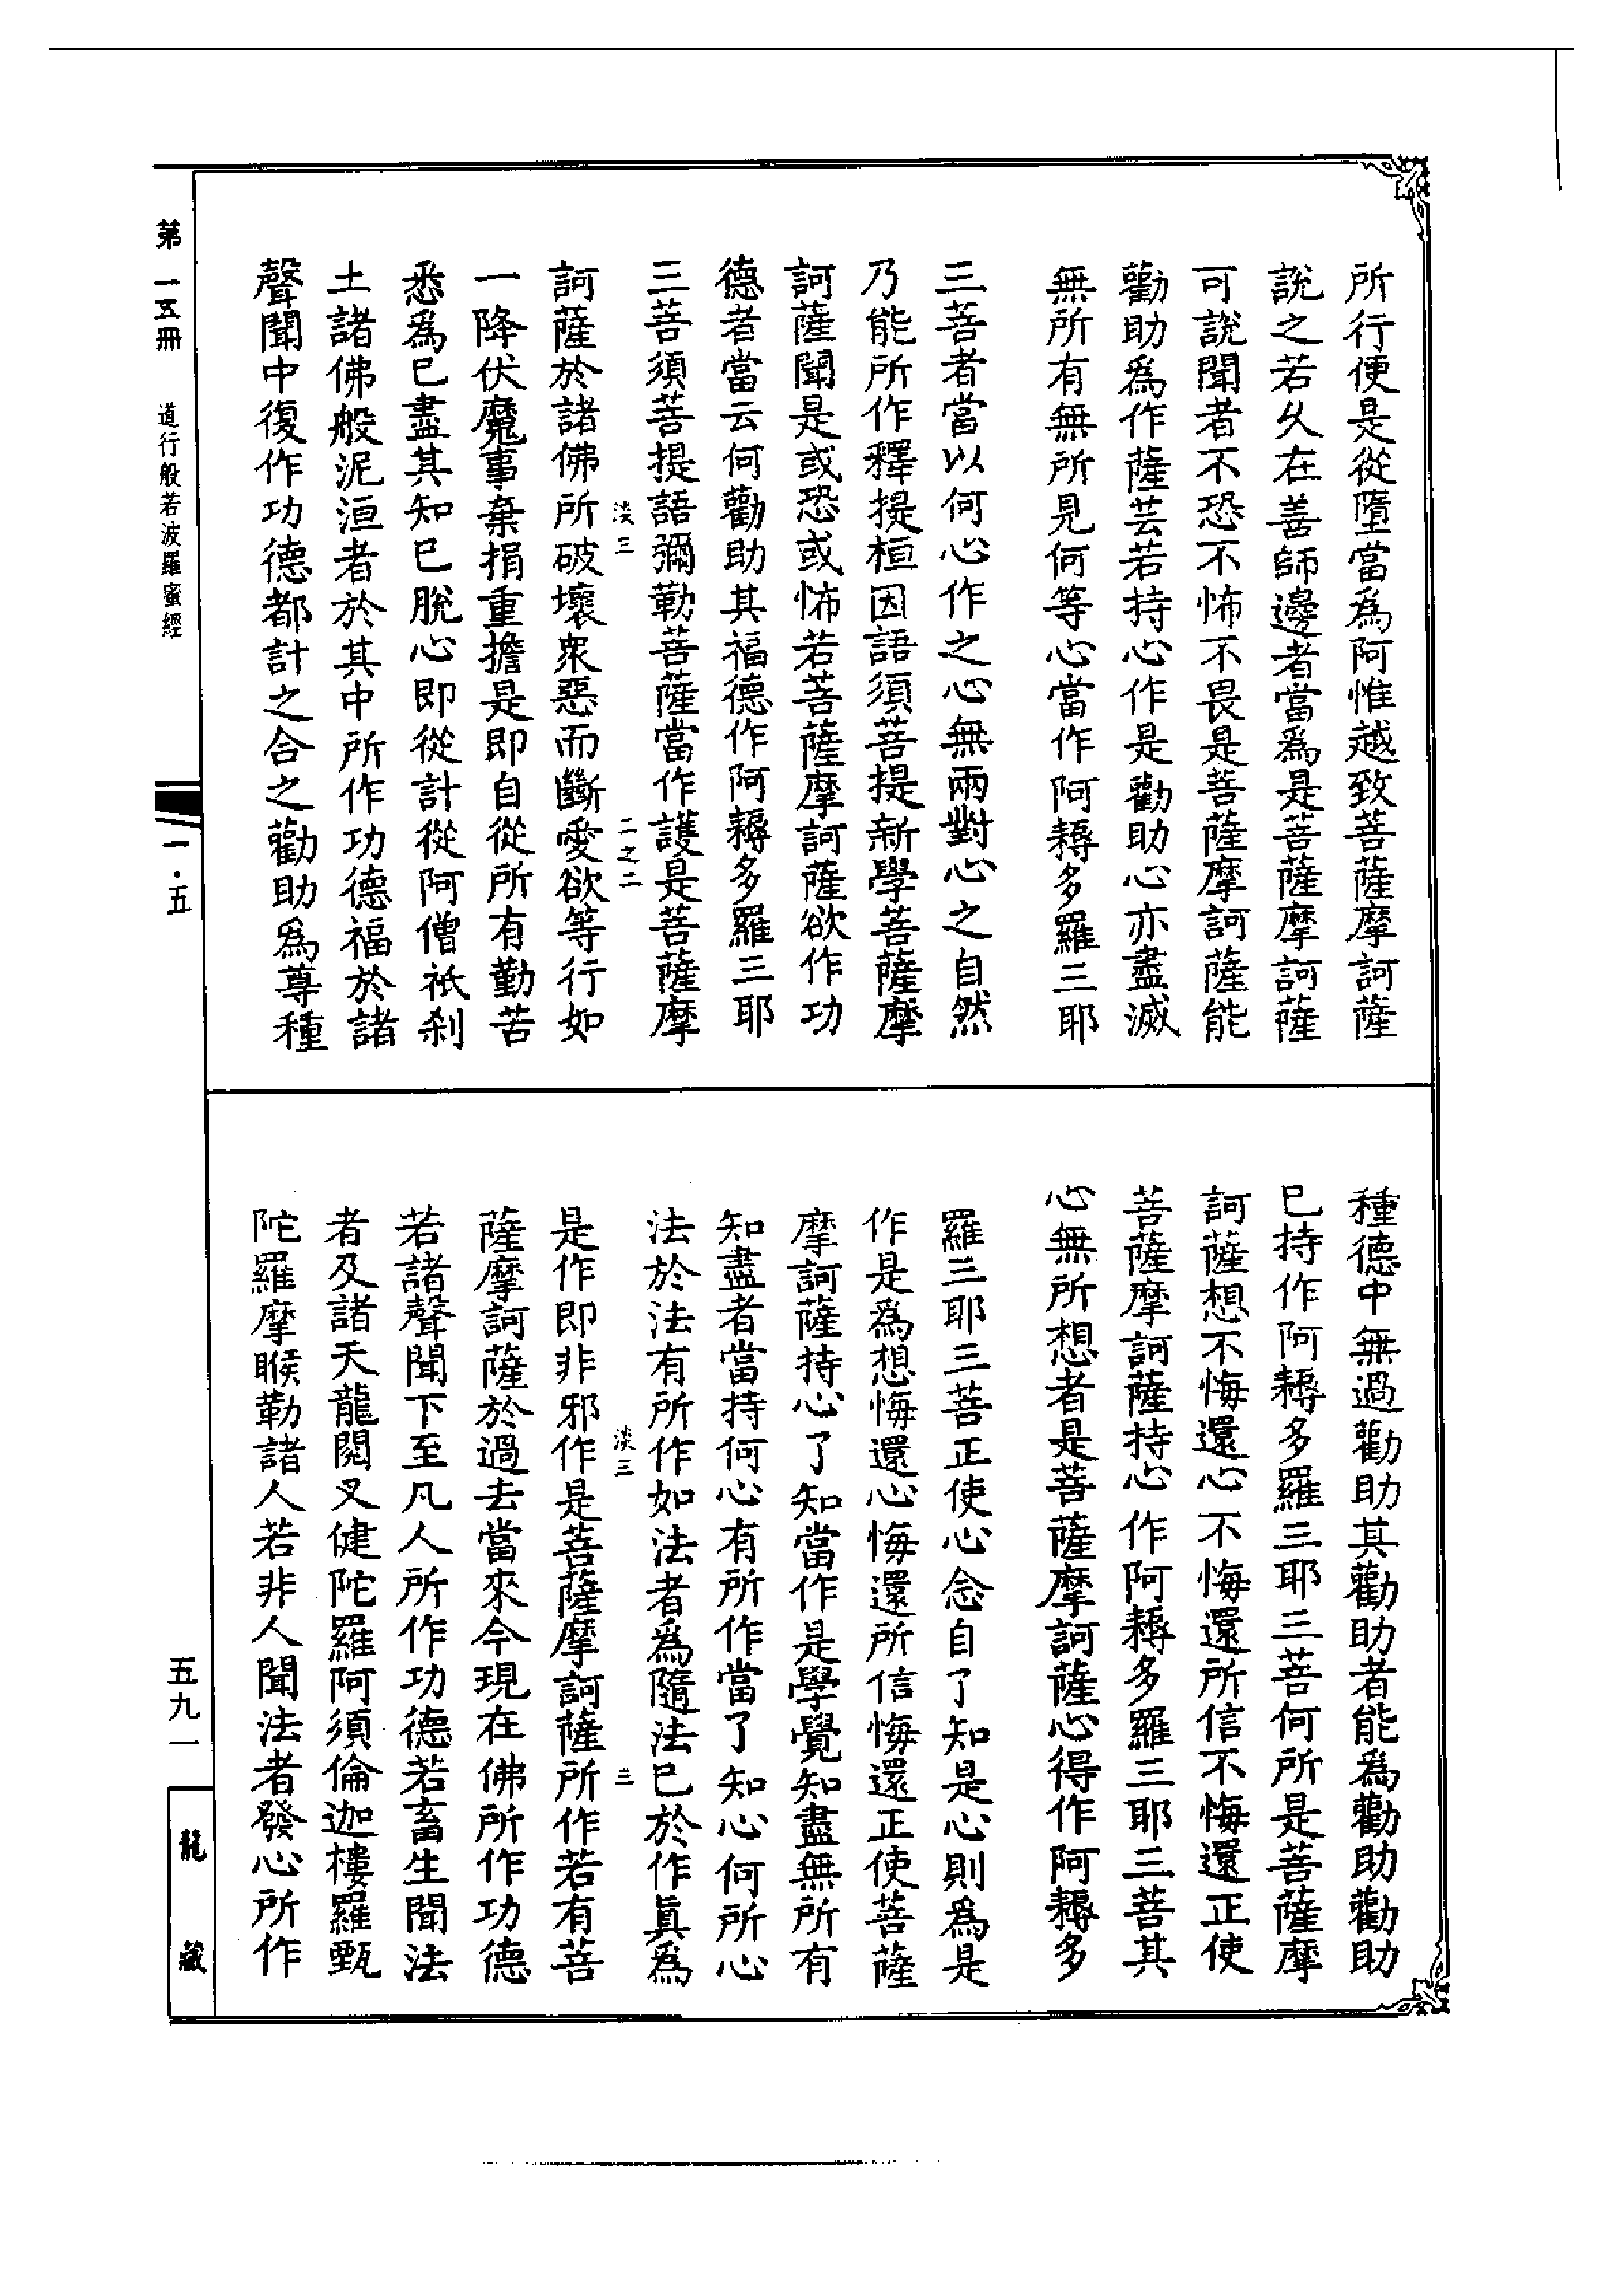 所行便是從墮當為阿惟越致菩薩摩訶薩
說之若久在善師邊者當為是菩薩摩訶薩
可說聞者不恐不怖不畏是菩薩摩訶薩能
勸助為作薩芸若持心作是勸助心亦盡滅
無所有無所見何等心當作阿耨多羅三耶
三菩者當以何心作之心無兩對心之自然
乃能所作釋提桓因語須菩提新學菩薩摩
訶薩聞是或恐或怖若菩薩摩訶薩欲作功
德者當云何勸助其福德作阿耨多羅三耶
三菩須菩提語彌勒菩薩當作護是菩薩摩
淡三 二之二
訶薩於諸佛所破壞衆惡而斷愛欲等行如
一降伏魔事棄捐重擔是即自從所有勤苦
悉為已盡其知已脫心即從計從阿僧祇刹
土諸佛般泥洹者於其中所作功德福於諸
聲聞中復作功德都計之合之勸助為尊種
種德中無過勸助其勸助者能為勸助勸助
已持作阿耨多羅三耶三菩何所是菩薩摩
訶薩想不悔還心不悔還所信不悔還正使
菩薩摩訶薩持心作阿耨多羅三耶三菩其
心無所想者是菩薩摩訶薩心得作阿耨多
羅三耶三菩正使心念自了知是心則為是
作是為想悔還心悔還所信悔還正使菩薩
摩訶薩持心了知當作是學覺知盡無所有
知盡者當持何心有所作當了知心何所心
法於法有所作如法者為隨法已於作真為
淡三 三
是作即非邪作是菩薩摩訶薩所作若有菩
薩摩訶薩於過去當來今現在佛所作功德
若諸聲聞下至凡人所作功德若畜生聞法
者及諸天龍閱叉健陀羅阿須倫迦樓羅甄
陀羅摩睺勒諸人若非人聞法者發心所作
第一五冊 道行般若波羅蜜經
一·五
五九一
龍藏